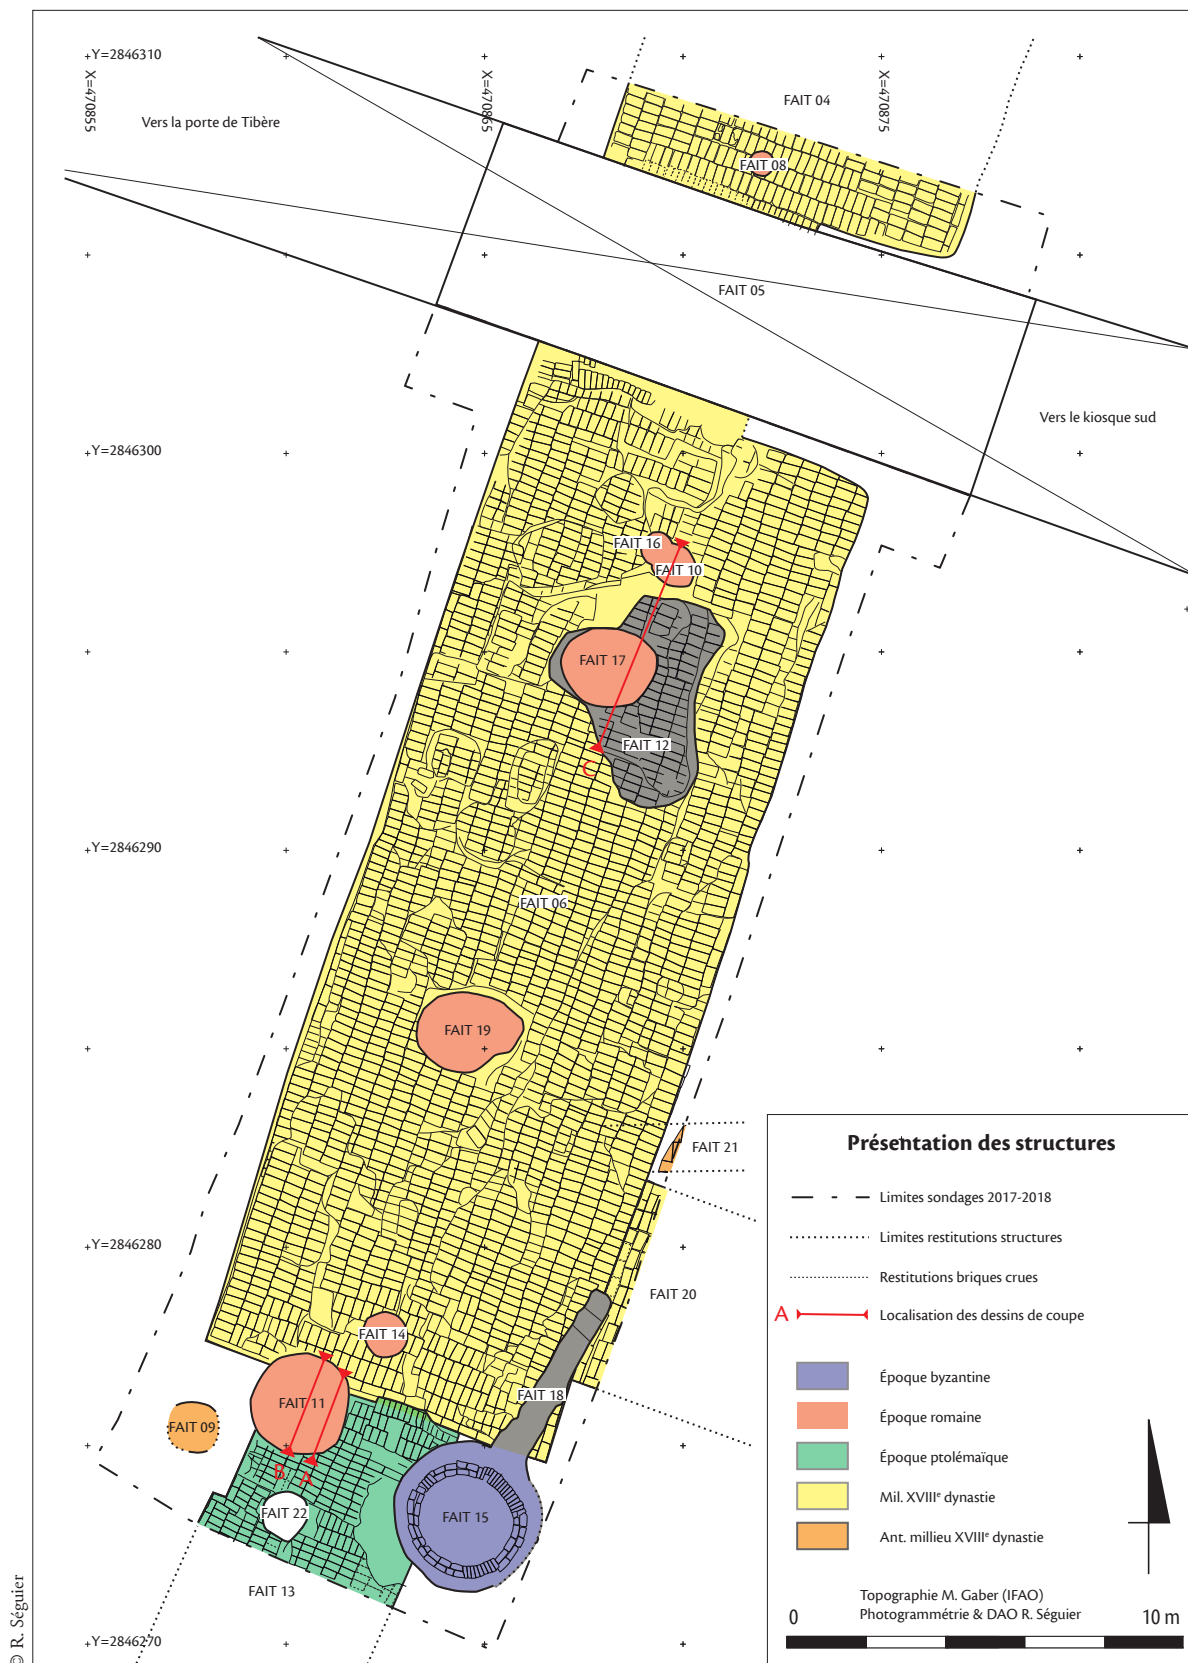 Y=2846310
X=470855
X=470865
X=470875
FAIT 04
Vers la porte de Tibère
FAIT 08
FAIT 05
Vers le kiosque sud
Y=2846300
FAIT 16
FAIT 10
FAIT 17
FAIT 12
C
Y=2846290
FAIT 06
FAIT 19
FAIT 21
Y=2846280
FAIT 20
FAIT 14
FAIT 18
FAIT 11
FAIT 09
B
A
FAIT 22
FAIT 15
FAIT 13
Y=2846270
© R. Séguier
Présentation des structures
Limites sondages 2017-2018
Limites restitutions structures
Restitutions briques crues
A
Localisation des dessins de coupe
Époque byzantine
Époque romaine
Époque ptolémaïque
Mil. XVIIIᵉ dynastie
Ant. millieu XVIIIᵉ dynastie
Topographie M. Gaber (IFAO)
Photogrammétrie & DAO R. Séguier
0
10 m